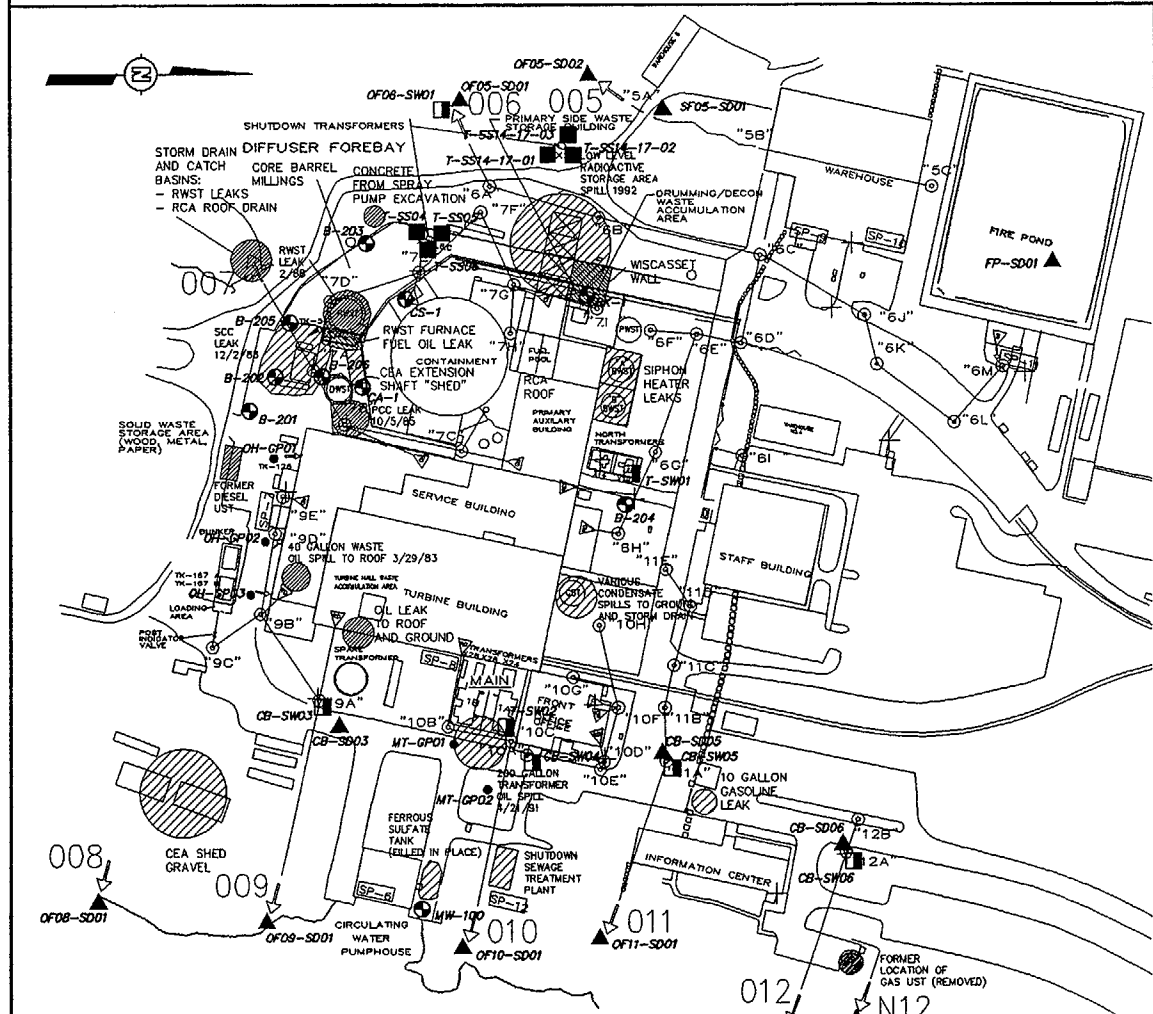 OF05-SD02
WAREHOUSE 5
OF06-SW01
OF05-SD01
006
005
"5A"
SF05-SD01
N
PRIMARY SIDE WASTE
STORAGE BUILDING
SHUTDOWN TRANSFORMERS
T-SS14-17-03
"5B"
DIFFUSER FOREBAY
T-SS14-17-01
T-SS14-17-02
STORM DRAIN
AND CATCH
BASINS:
- RWST LEAKS
- RCA ROOF DRAIN
CORE BARREL
MILLINGS
CONCRETE
FROM SPRAY
PUMP EXCAVATION
LOW LEVEL
RADIOACTIVE
STORAGE AREA
SPILL 1992
WAREHOUSE
"5C"
DRUMMING/DECON
WASTE
ACCUMULATION
AREA
"6A"
"7F"
"6B"
T-SS04
T-SS05
B-203
T-SS06
"6C"
SP-9
SP-10
FIRE POND
FP-SD01
WISCASSET
WALL
RWST
LEAK
2/88
007
"7D"
"7G"
CS-1
"7I"
"6J"
B-205
SCC
LEAK
12/2/85
RWST FURNACE
FUEL OIL LEAK
CONTAINMENT
"7H"
PWST
"6F"
"6E"
"6D"
"6K"
"6M"
B-202
B-206
CEA EXTENSION
SHAFT "SHED"
FUEL
POOL
RCA
ROOF
SIPHON
HEATER
LEAKS
DWST
CA-1
PCC LEAK
10/5/85
B-201
PRIMARY
AUXILARY
BUILDING
"6L"
SOLID WASTE
STORAGE AREA
(WOOD, METAL,
PAPER)
"7C"
NORTH
TRANSFORMERS
"6G"
"6I"
OH-GP01
TK-126
T-SW01
FORMER
DIESEL
UST
SERVICE BUILDING
B-204
"9E"
"9D"
"6H"
BUNKER
OH-GP02
40 GALLON WASTE
OIL SPILL TO ROOF 3/29/83
STAFF BUILDING
TK-167
TK-167
TURBINE HALL WASTE
ACCUMULATION AREA
TURBINE BUILDING
VARIOUS
CONDENSATE
SPILLS TO GROUND
AND STORM DRAIN
OH-GP03
LOADING
AREA
OIL LEAK
TO ROOF
AND GROUND
"9B"
"10H"
POST
INDICATOR
VALVE
"9C"
SPARE
TRANSFORMER
SP-8
TRANSFORMERS
"11C"
MAIN
"10G"
FRONT
OFFICE
CB-SW03
"9A"
"10B"
"10C"
"10F"
"11B"
CB-SD03
MT-GP01
CB-SW04
"10D"
CB-SD05
CB-SW05
"10E"
200 GALLON
TRANSFORMER
OIL SPILL
10 GALLON
GASOLINE
LEAK
MT-GP02
CEA SHED
GRAVEL
FERROUS
SULFATE
TANK
(FILLED IN PLACE)
CB-SD06
"12B"
"12A"
CB-SW06
SHUTDOWN
SEWAGE
TREATMENT
PLANT
INFORMATION CENTER
008
009
SP-6
SP-12
MW-100
OF08-SD01
OF09-SD01
CIRCULATING
WATER
PUMPHOUSE
010
OF10-SD01
011
OF11-SD01
FORMER
LOCATION OF
GAS UST (REMOVED)
012
N12